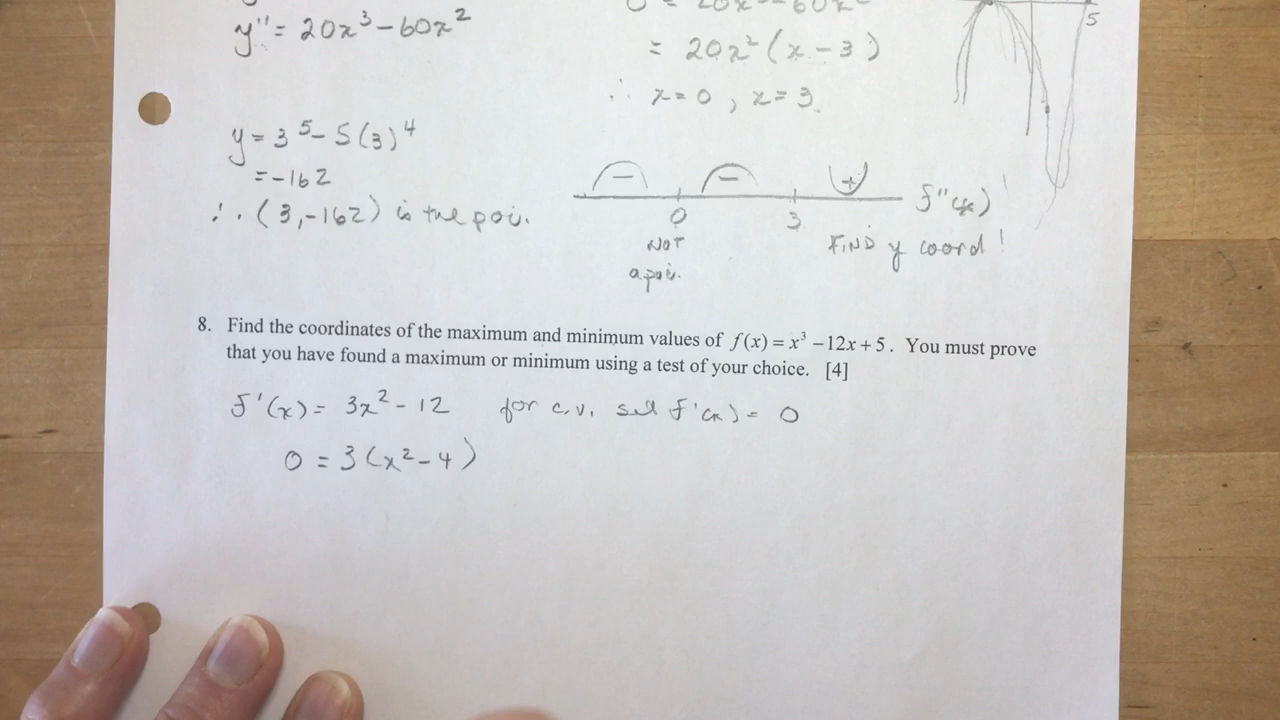 y'' = 20x³ - 60x²
= 20x² (x - 3)
∴ x = 0 , x = 3.
5
y = 3⁵ - 5(3)⁴
= -162
∴ (3, -162) is the poi.
− − +
0 3 f''(x)
NOT
a poi.
FIND y coord!
8. Find the coordinates of the maximum and minimum values of f(x) = x³ − 12x + 5. You must prove
that you have found a maximum or minimum using a test of your choice. [4]
f'(x) = 3x² - 12 for c.v. set f'(x) = 0
0 = 3(x² - 4)